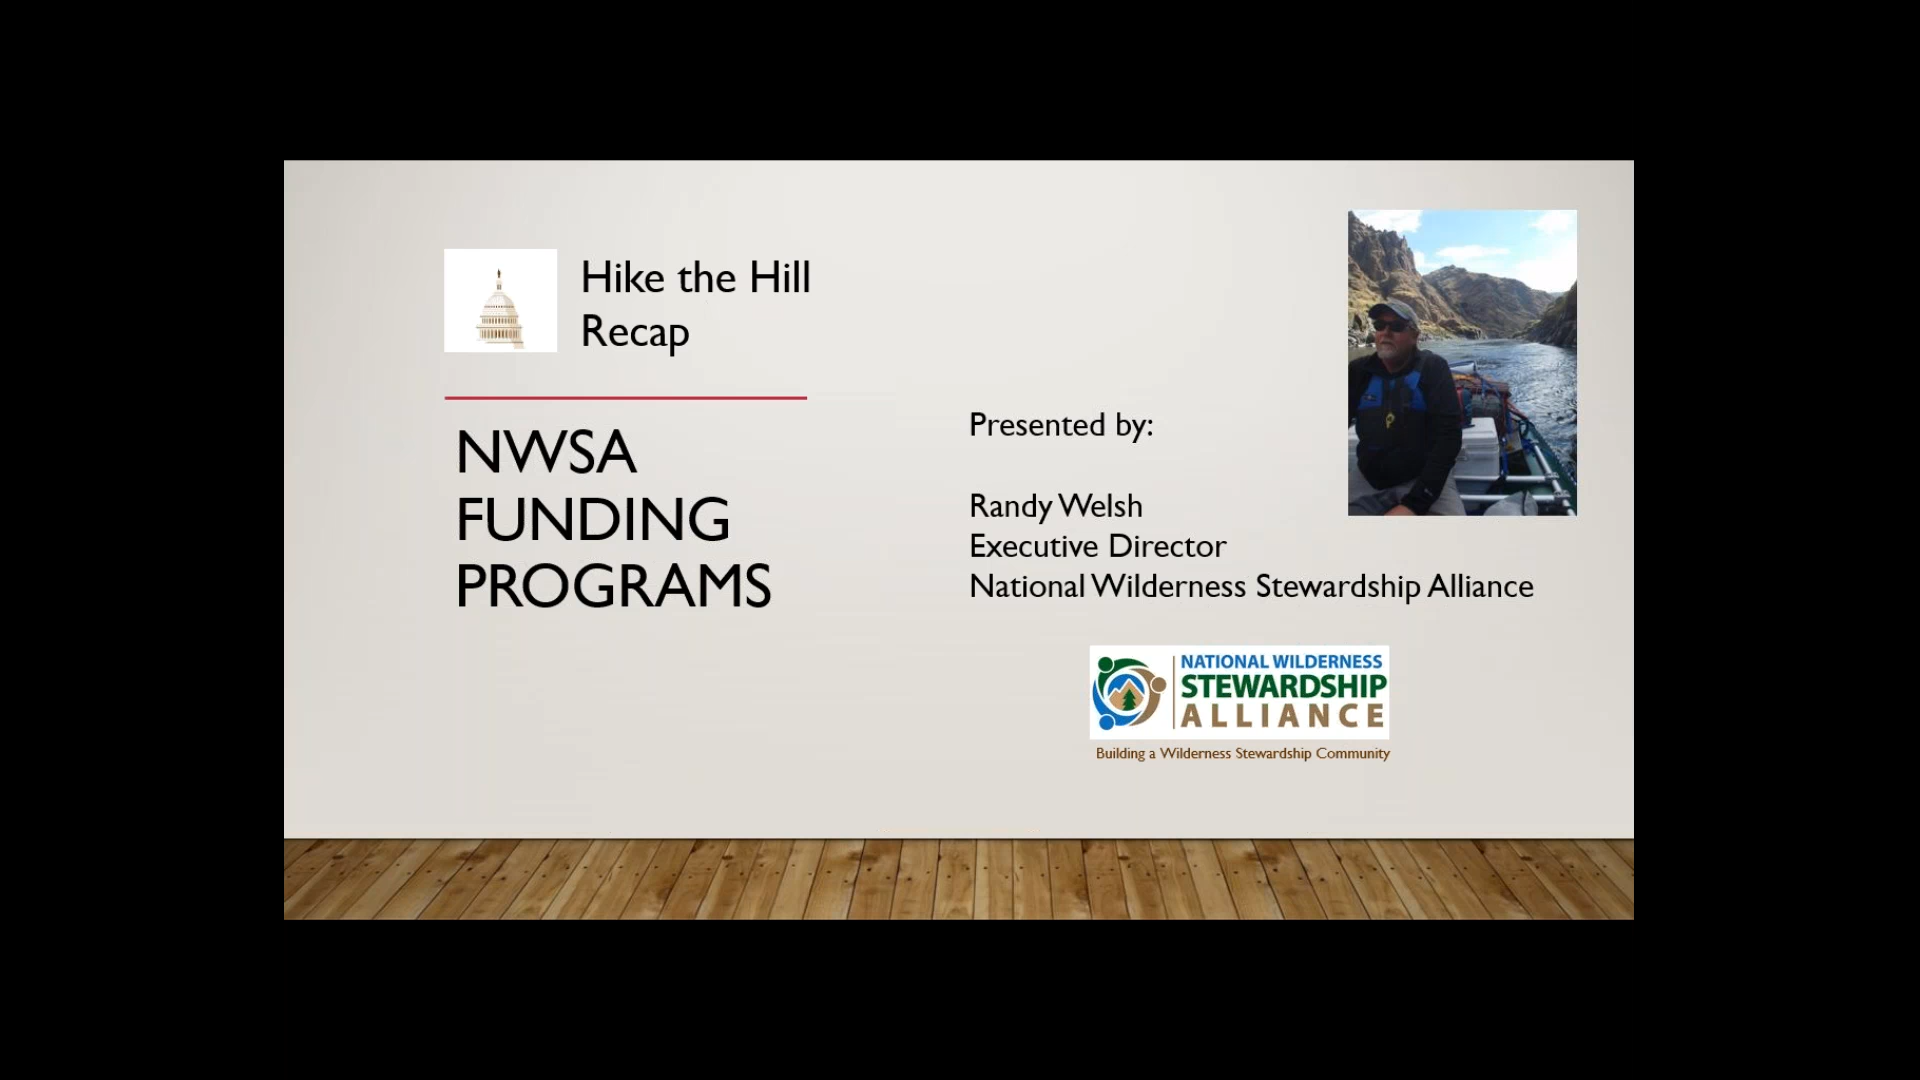 Hike the Hill
Recap
NWSA
FUNDING
PROGRAMS
Presented by:
Randy Welsh
Executive Director
National Wilderness Stewardship Alliance
NATIONAL WILDERNESS
STEWARDSHIP
ALLIANCE
Building a Wilderness Stewardship Community